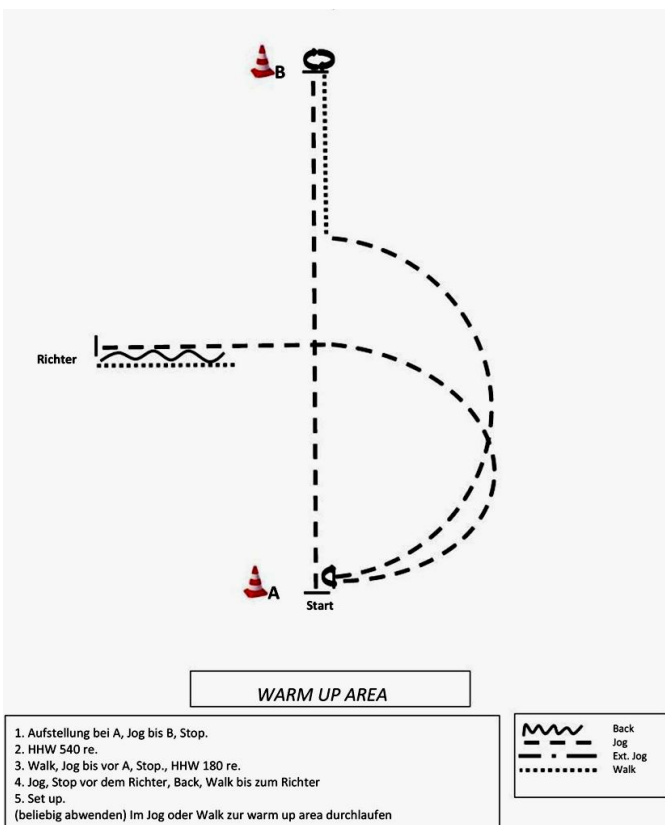 B
Richter
A
Start
WARM UP AREA
1. Aufstellung bei A, Jog bis B, Stop.
2. HHW 540 re.
3. Walk, Jog bis vor A, Stop., HHW 180 re.
4. Jog, Stop vor dem Richter, Back, Walk bis zum Richter
5. Set up.
(beliebig abwenden) Im Jog oder Walk zur warm up area durchlaufen
Back
Jog
Ext. Jog
Walk